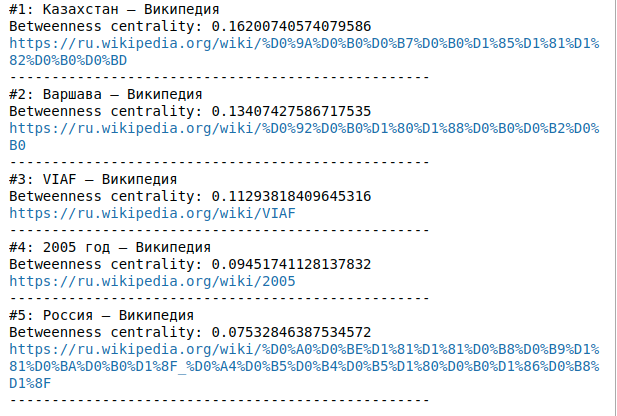 #1: Казахстан — Википедия
Betweenness centrality: 0.16200740574079586
https://ru.wikipedia.org/wiki/%D0%9A%D0%B0%D0%B7%D0%B0%D1%85%D1%81%D1%
82%D0%B0%D0%BD
--------------------------------------------------
#2: Варшава — Википедия
Betweenness centrality: 0.13407427586717535
https://ru.wikipedia.org/wiki/%D0%92%D0%B0%D1%80%D1%88%D0%B0%D0%B2%D0%
B0
--------------------------------------------------
#3: VIAF — Википедия
Betweenness centrality: 0.11293818409645316
https://ru.wikipedia.org/wiki/VIAF
--------------------------------------------------
#4: 2005 год — Википедия
Betweenness centrality: 0.09451741128137832
https://ru.wikipedia.org/wiki/2005
--------------------------------------------------
#5: Россия — Википедия
Betweenness centrality: 0.07532846387534572
https://ru.wikipedia.org/wiki/%D0%A0%D0%BE%D1%81%D1%81%D0%B8%D0%B9%D1%
81%D0%BA%D0%B0%D1%8F_%D0%A4%D0%B5%D0%B4%D0%B5%D1%80%D0%B0%D1%86%D0%B8%
D1%8F
--------------------------------------------------